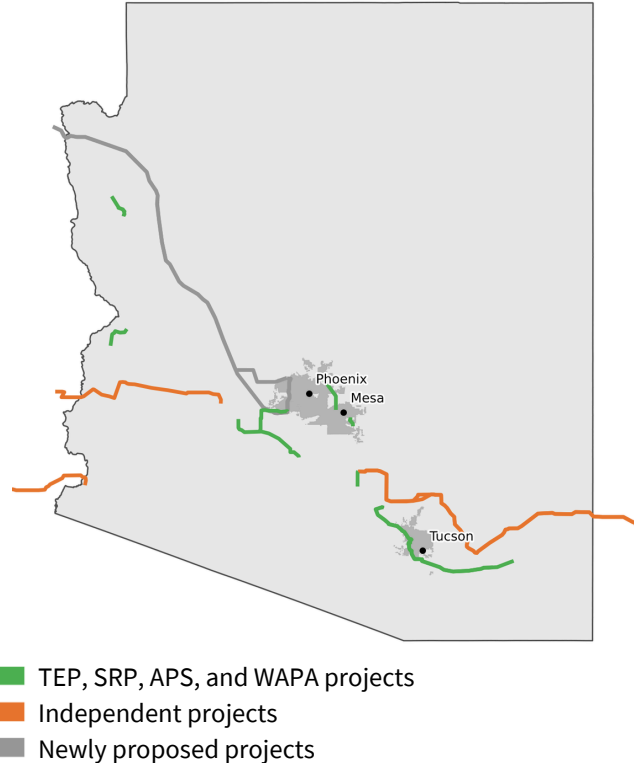 Phoenix
Mesa
Tucson
TEP, SRP, APS, and WAPA projects
Independent projects
Newly proposed projects